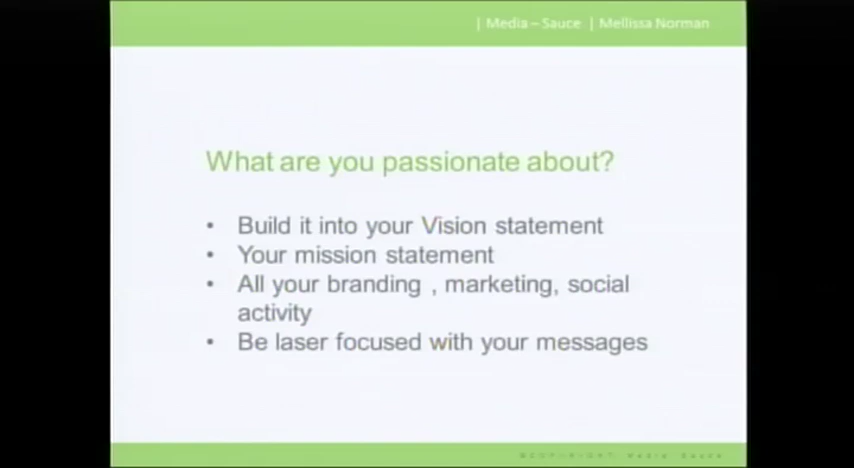 | Media – Sauce | Mellissa Norman
What are you passionate about?
• Build it into your Vision statement
• Your mission statement
• All your branding , marketing, social
activity
• Be laser focused with your messages